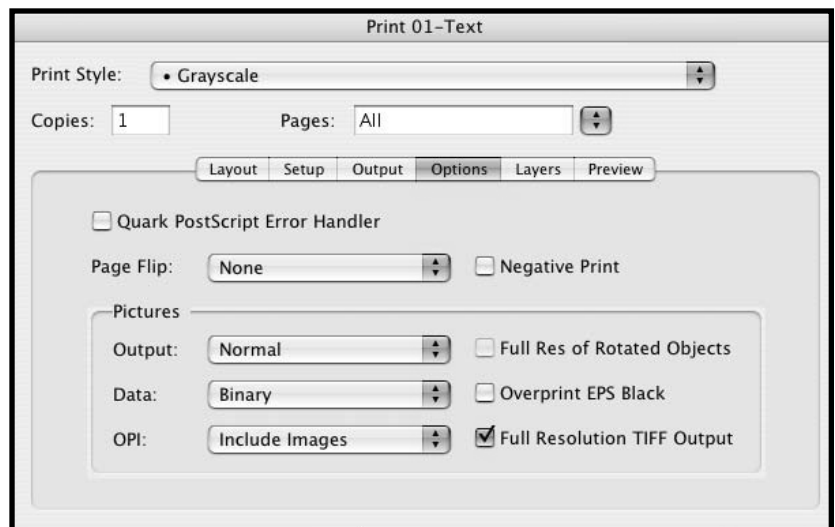 Print 01–Text
Print Style: • Grayscale
Copies: 1 Pages: All
Layout Setup Output Options Layers Preview
Quark PostScript Error Handler
Page Flip: None Negative Print
Pictures
Output: Normal Full Res of Rotated Objects
Data: Binary Overprint EPS Black
OPI: Include Images Full Resolution TIFF Output